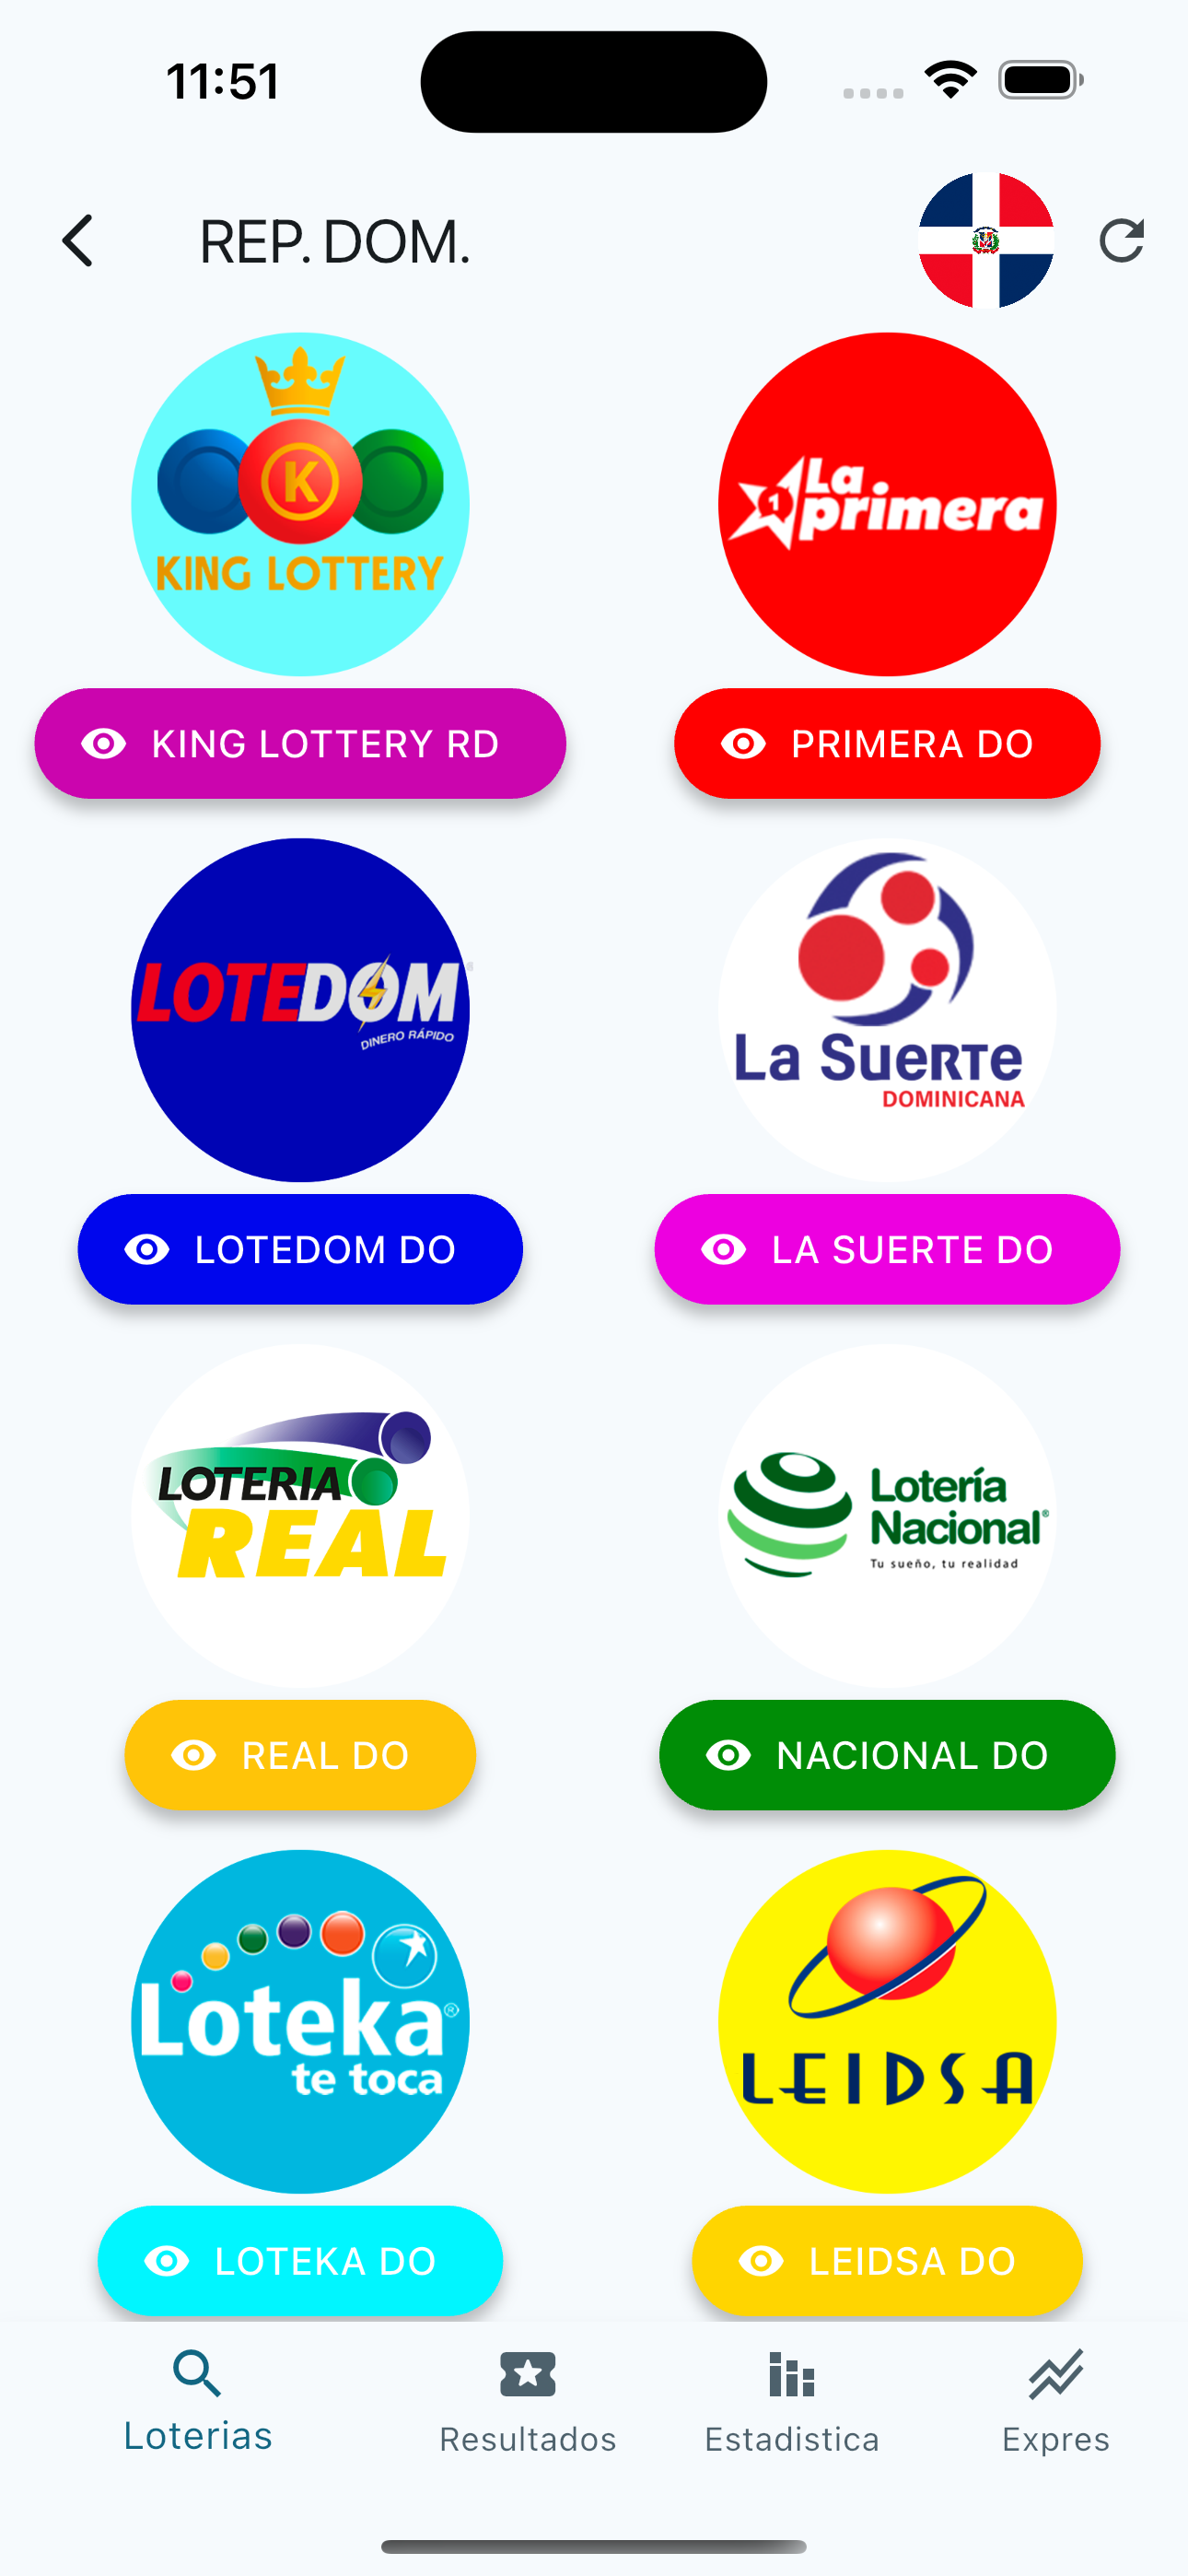 11:51
REP. DOM.
K
KING LOTTERY
1 La
primera
KING LOTTERY RD
PRIMERA DO
LOTEDOM
DINERO RÁPIDO
La Suerte
DOMINICANA
LOTEDOM DO
LA SUERTE DO
LOTERIA
REAL
Lotería
Nacional®
Tu sueño, tu realidad
REAL DO
NACIONAL DO
Loteka®
te toca
LEIDSA
LOTEKA DO
LEIDSA DO
Loterias
Resultados
Estadistica
Expres